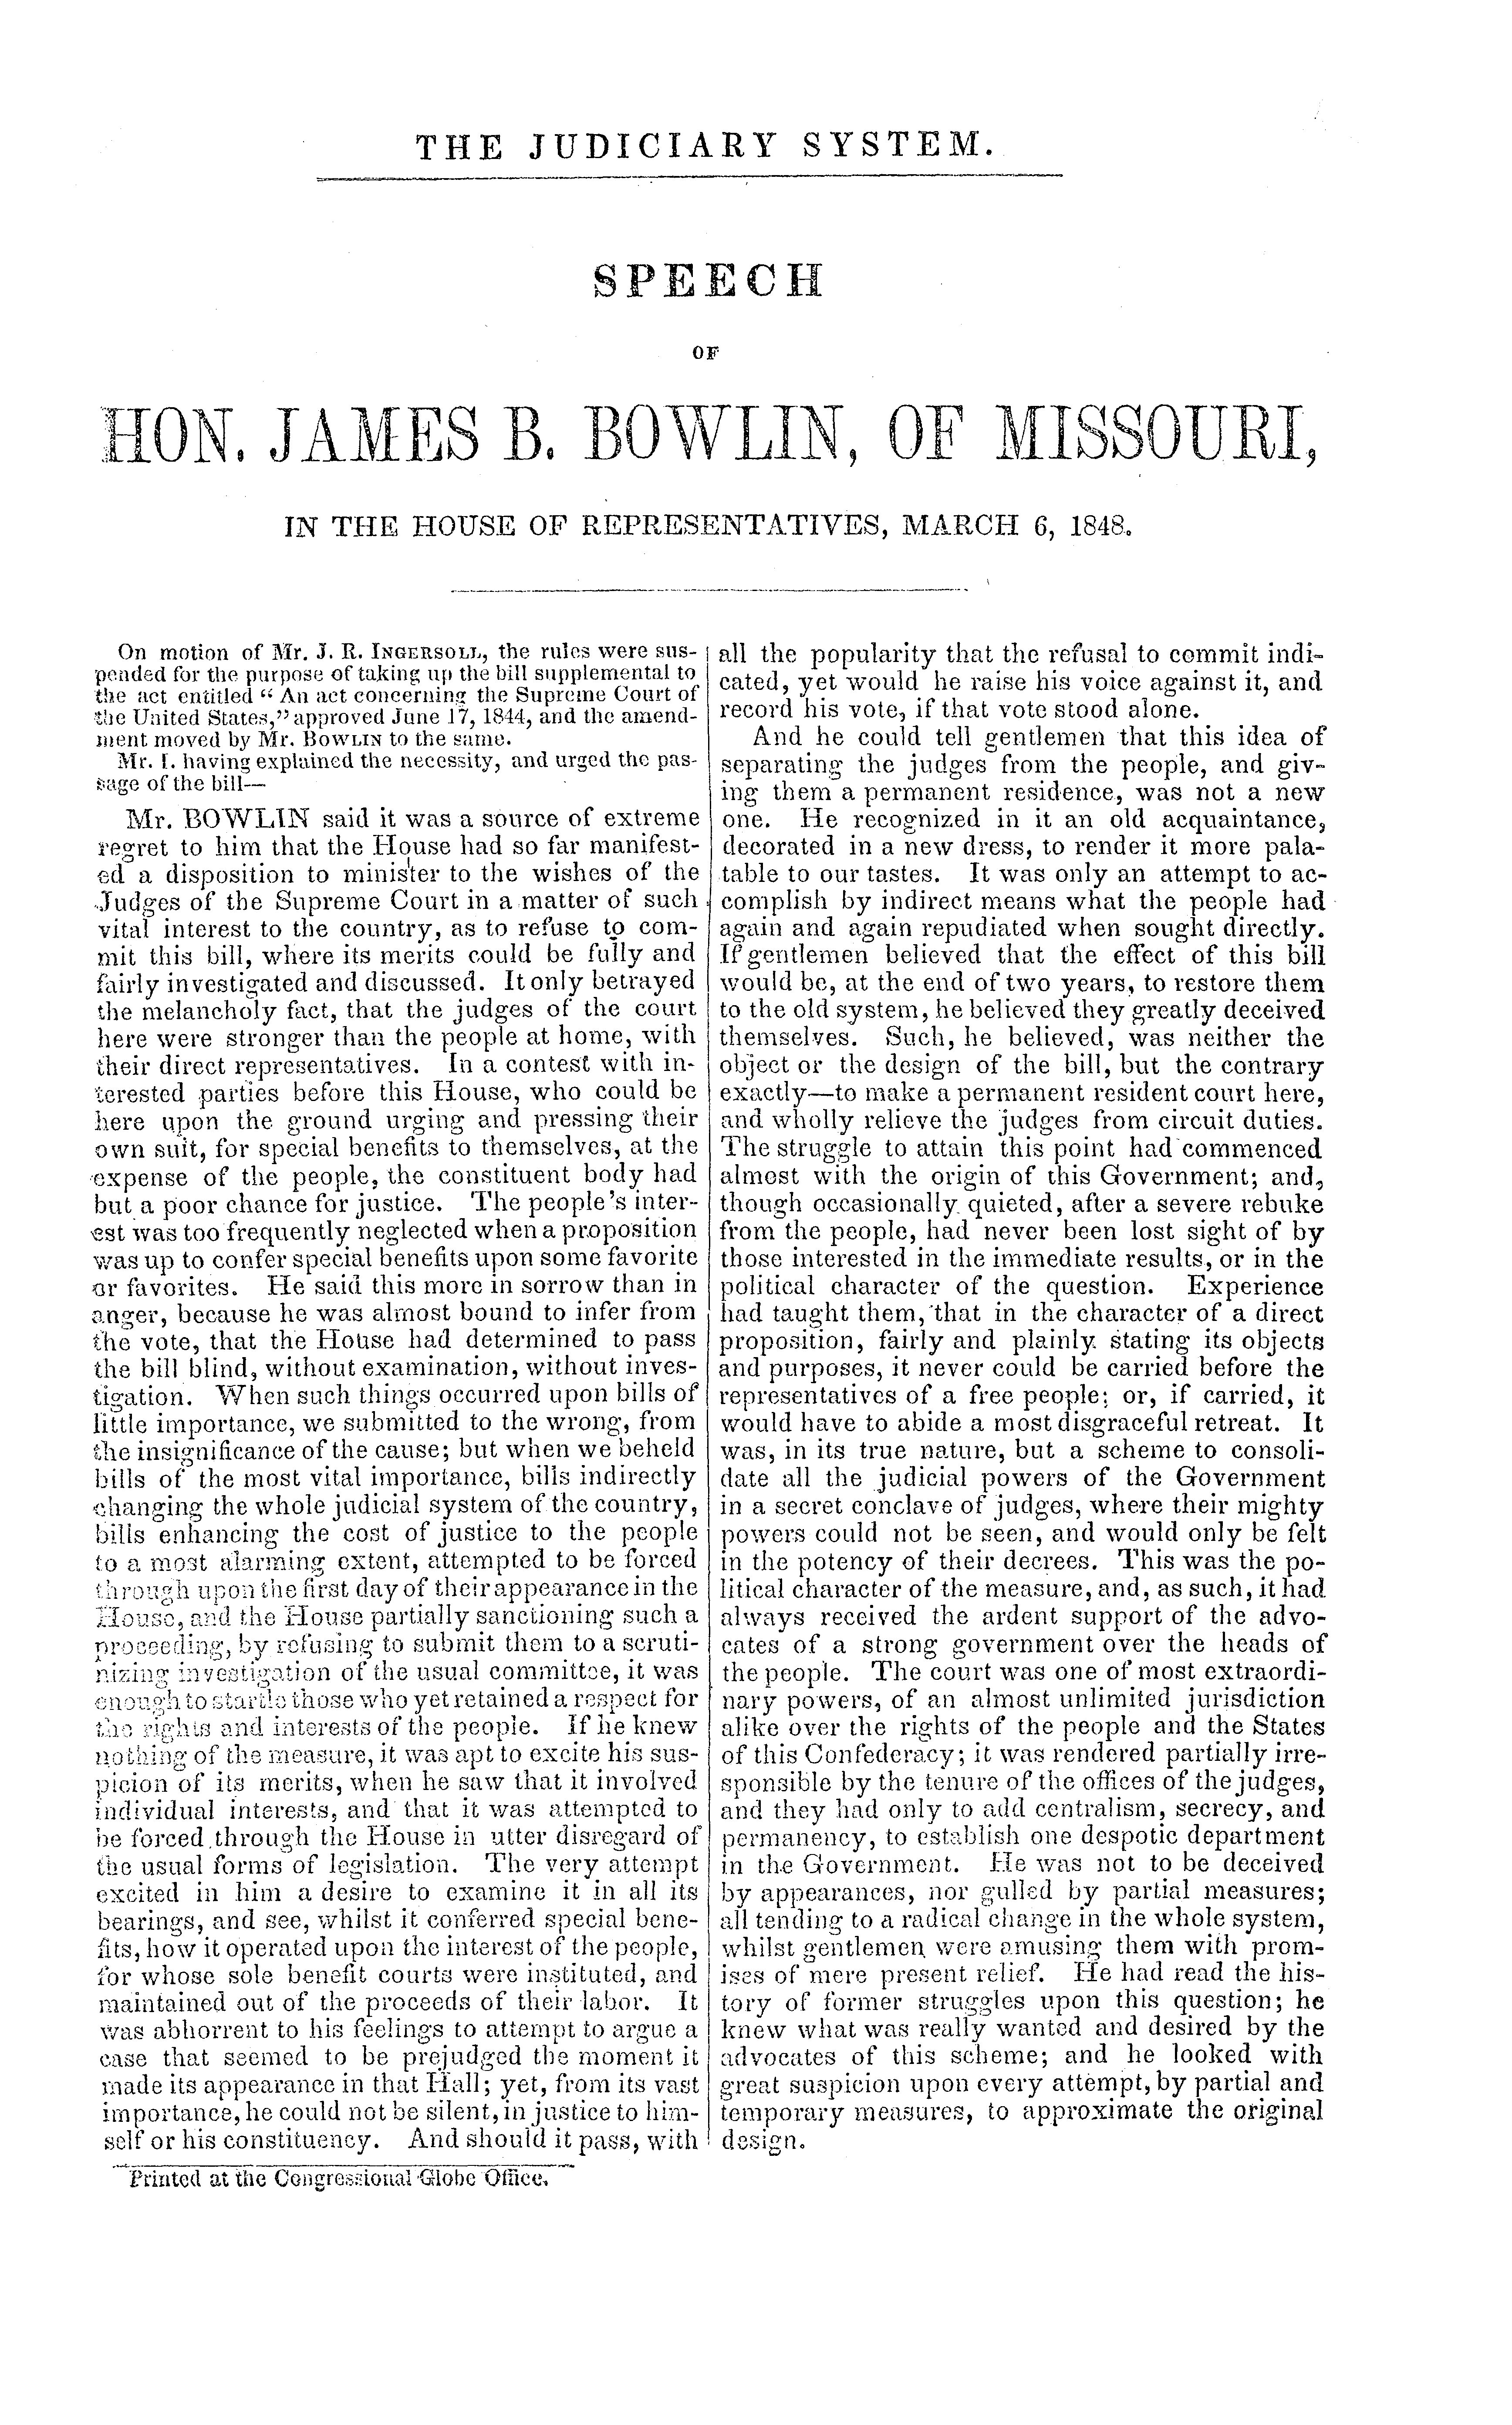 THE JUDICIARY SYSTEM.
SPEECH
OF
HON. JAMES B. BOWLIN, OF MISSOURI,
IN THE HOUSE OF REPRESENTATIVES, MARCH 6, 1848.
On motion of Mr. J. R. INGERSOLL, the rules were sus-
pended for the purpose of taking up the bill supplemental to
the act entitled "An act concerning the Supreme Court of
the United States," approved June 17, 1844, and the amend-
ment moved by Mr. BOWLIN to the same.
Mr. I. having explained the necessity, and urged the pas-
sage of the bill—
Mr. BOWLIN said it was a source of extreme
regret to him that the House had so far manifest-
ed a disposition to minister to the wishes of the
Judges of the Supreme Court in a matter of such
vital interest to the country, as to refuse to com-
mit this bill, where its merits could be fully and
fairly investigated and discussed. It only betrayed
the melancholy fact, that the judges of the court
here were stronger than the people at home, with
their direct representatives. In a contest with in-
terested parties before this House, who could be
here upon the ground urging and pressing their
own suit, for special benefits to themselves, at the
expense of the people, the constituent body had
but a poor chance for justice. The people's inter-
est was too frequently neglected when a proposition
was up to confer special benefits upon some favorite
or favorites. He said this more in sorrow than in
anger, because he was almost bound to infer from
the vote, that the House had determined to pass
the bill blind, without examination, without inves-
tigation. When such things occurred upon bills of
little importance, we submitted to the wrong, from
the insignificance of the cause; but when we beheld
bills of the most vital importance, bills indirectly
changing the whole judicial system of the country,
bills enhancing the cost of justice to the people
to a most alarming extent, attempted to be forced
through upon the first day of their appearance in the
House, and the House partially sanctioning such a
proceeding, by refusing to submit them to a scruti-
nizing investigation of the usual committee, it was
enough to startle those who yet retained a respect for
the rights and interests of the people. If he knew
nothing of the measure, it was apt to excite his sus-
picion of its merits, when he saw that it involved
individual interests, and that it was attempted to
be forced through the House in utter disregard of
the usual forms of legislation. The very attempt
excited in him a desire to examine it in all its
bearings, and see, whilst it conferred special bene-
fits, how it operated upon the interest of the people,
for whose sole benefit courts were instituted, and
maintained out of the proceeds of their labor. It
was abhorrent to his feelings to attempt to argue a
case that seemed to be prejudged the moment it
made its appearance in that Hall; yet, from its vast
importance, he could not be silent, in justice to him-
self or his constituency. And should it pass, with
Printed at the Congressional Globe Office.
all the popularity that the refusal to commit indi-
cated, yet would he raise his voice against it, and
record his vote, if that vote stood alone.
And he could tell gentlemen that this idea of
separating the judges from the people, and giv-
ing them a permanent residence, was not a new
one. He recognized in it an old acquaintance,
decorated in a new dress, to render it more pala-
table to our tastes. It was only an attempt to ac-
complish by indirect means what the people had
again and again repudiated when sought directly.
If gentlemen believed that the effect of this bill
would be, at the end of two years, to restore them
to the old system, he believed they greatly deceived
themselves. Such, he believed, was neither the
object or the design of the bill, but the contrary
exactly—to make a permanent resident court here,
and wholly relieve the judges from circuit duties.
The struggle to attain this point had commenced
almost with the origin of this Government; and,
though occasionally quieted, after a severe rebuke
from the people, had never been lost sight of by
those interested in the immediate results, or in the
political character of the question. Experience
had taught them, that in the character of a direct
proposition, fairly and plainly stating its objects
and purposes, it never could be carried before the
representatives of a free people; or, if carried, it
would have to abide a most disgraceful retreat. It
was, in its true nature, but a scheme to consoli-
date all the judicial powers of the Government
in a secret conclave of judges, where their mighty
powers could not be seen, and would only be felt
in the potency of their decrees. This was the po-
litical character of the measure, and, as such, it had
always received the ardent support of the advo-
cates of a strong government over the heads of
the people. The court was one of most extraordi-
nary powers, of an almost unlimited jurisdiction
alike over the rights of the people and the States
of this Confederacy; it was rendered partially irre-
sponsible by the tenure of the offices of the judges,
and they had only to add centralism, secrecy, and
permanency, to establish one despotic department
in the Government. He was not to be deceived
by appearances, nor gulled by partial measures;
all tending to a radical change in the whole system,
whilst gentlemen were amusing them with prom-
ises of mere present relief. He had read the his-
tory of former struggles upon this question; he
knew what was really wanted and desired by the
advocates of this scheme; and he looked with
great suspicion upon every attempt, by partial and
temporary measures, to approximate the original
design.